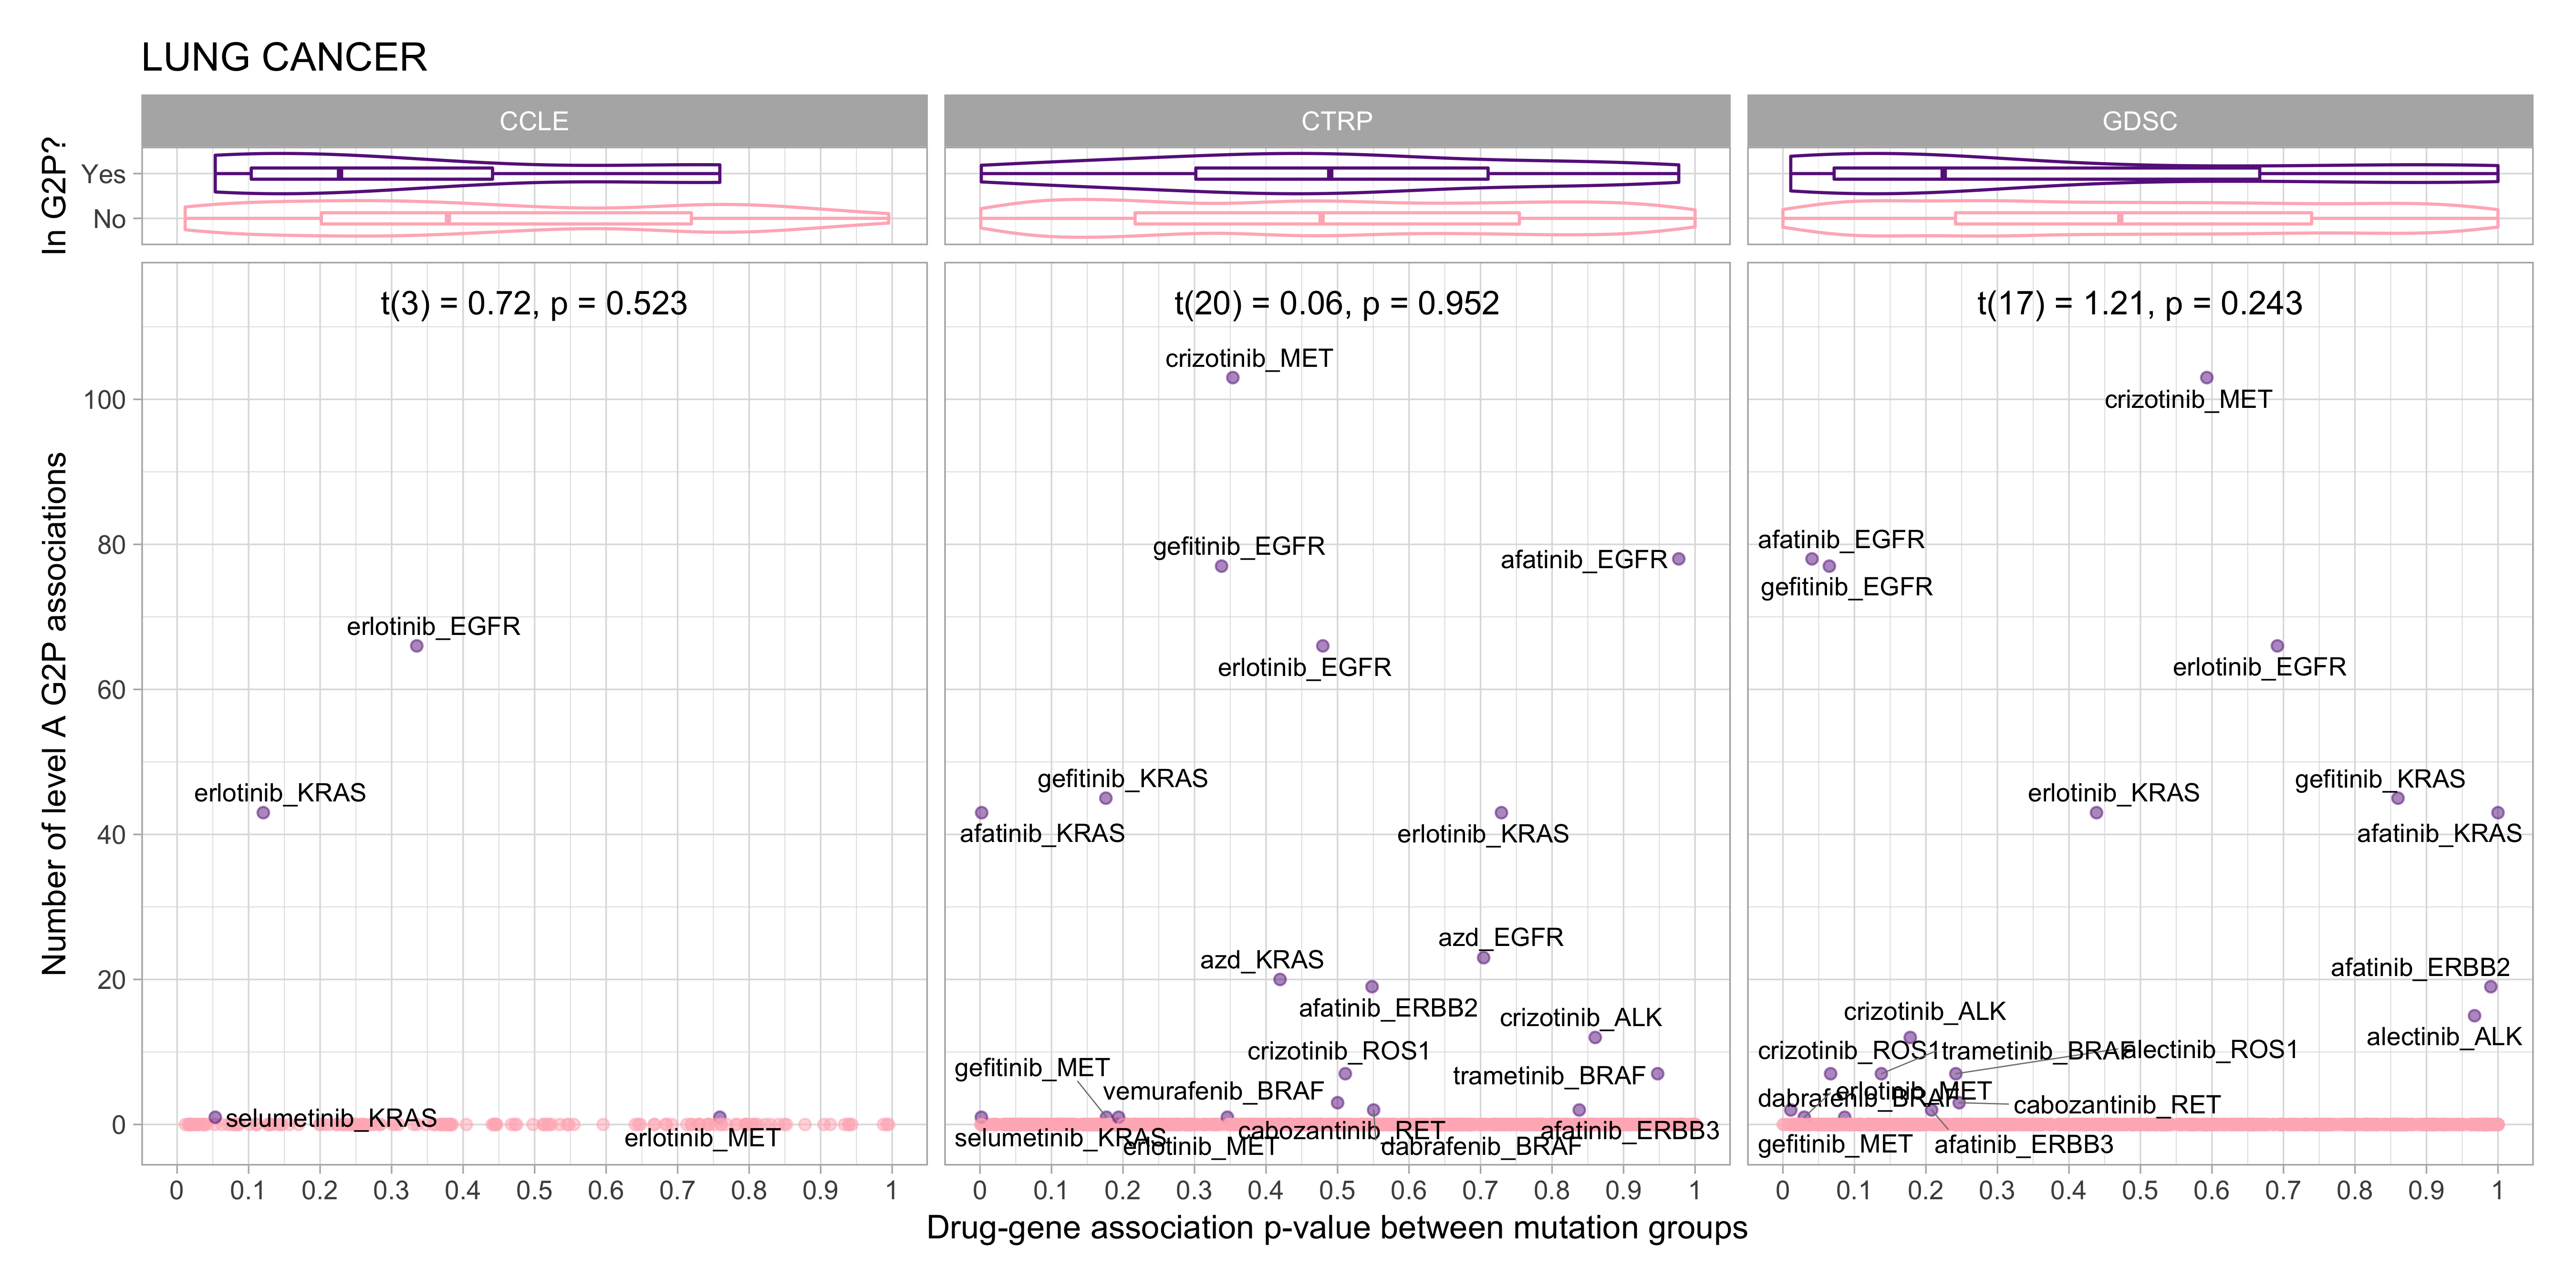 LUNG CANCER
CCLE
CTRP
GDSC
In G2P?
Yes
No
Number of level A G2P associations
100
80
60
40
20
0
t(3) = 0.72, p = 0.523
erlotinib_EGFR
erlotinib_KRAS
selumetinib_KRAS
erlotinib_MET
t(20) = 0.06, p = 0.952
crizotinib_MET
gefitinib_EGFR
afatinib_EGFR
erlotinib_EGFR
gefitinib_KRAS
afatinib_KRAS
erlotinib_KRAS
azd_EGFR
azd_KRAS
afatinib_ERBB2
crizotinib_ALK
crizotinib_ROS1
gefitinib_MET
trametinib_BRAF
vemurafenib_BRAF
selumetinib_KRAS
cabozantinib_RET
afatinib_ERBB3
erlotinib_MET
dabrafenib_BRAF
t(17) = 1.21, p = 0.243
crizotinib_MET
afatinib_EGFR
gefitinib_EGFR
erlotinib_EGFR
gefitinib_KRAS
erlotinib_KRAS
afatinib_KRAS
afatinib_ERBB2
crizotinib_ALK
alectinib_ALK
crizotinib_ROS1
trametinib_BRAF
alectinib_ROS1
erlotinib_MET
dabrafenib_BRAF
cabozantinib_RET
gefitinib_MET
afatinib_ERBB3
0 0.1 0.2 0.3 0.4 0.5 0.6 0.7 0.8 0.9 1
0 0.1 0.2 0.3 0.4 0.5 0.6 0.7 0.8 0.9 1
0 0.1 0.2 0.3 0.4 0.5 0.6 0.7 0.8 0.9 1
Drug-gene association p-value between mutation groups